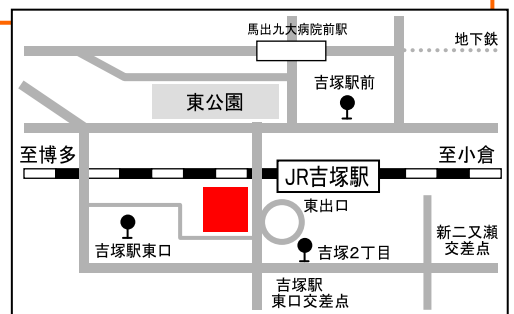 馬出九大病院前駅
地下鉄
吉塚駅前
東公園
至博多
至小倉
JR吉塚駅
東出口
新二又瀬
交差点
吉塚駅東口
吉塚2丁目
吉塚駅
東口交差点